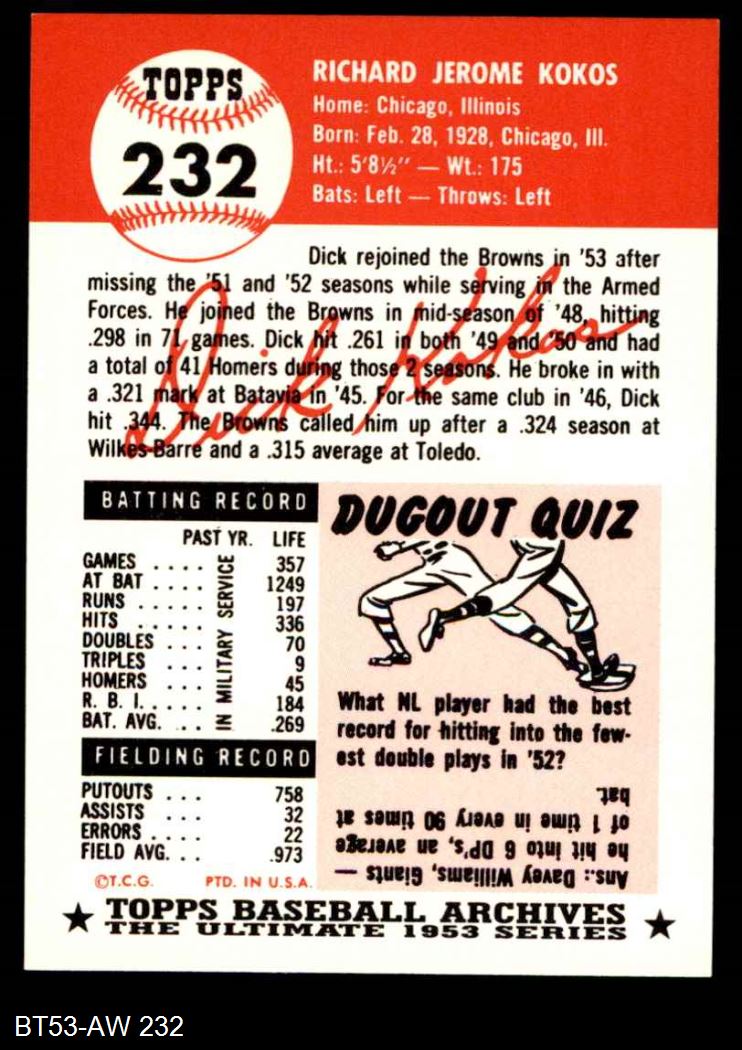 TOPPS
232
RICHARD JEROME KOKOS
Home: Chicago, Illinois
Born: Feb. 28, 1928, Chicago, Ill.
Ht.: 5'8½" — Wt.: 175
Bats: Left — Throws: Left
Dick rejoined the Browns in '53 after
missing the '51 and '52 seasons while serving in the Armed
Forces. He joined the Browns in mid-season of '48, hitting
.298 in 71 games. Dick hit .261 in both '49 and '50 and had
a total of 41 Homers during those 2 seasons. He broke in with
a .321 mark at Batavia in '45. For the same club in '46, Dick
hit .344. The Browns called him up after a .324 season at
Wilkes-Barre and a .315 average at Toledo.
Dick Kokos
BATTING RECORD
PAST YR. LIFE
GAMES . . . . 357
AT BAT . . . . 1249
RUNS . . . . . 197
HITS . . . . . 336
DOUBLES . . . 70
TRIPLES . . . 9
HOMERS . . . 45
R. B. I. . . . . 184
BAT. AVG. . . . .269
IN MILITARY SERVICE
FIELDING RECORD
PUTOUTS . . . 758
ASSISTS . . . 32
ERRORS . . . . 22
FIELD AVG. . . .973
©T.C.G. PTD. IN U.S.A.
DUGOUT QUIZ
What NL player had the best
record for hitting into the few-
est double plays in '52?
Ans.: Davey Williams, Giants, —
he hit into 6 DP's, an average
of 1 time in every 90 times at
bat.
TOPPS BASEBALL ARCHIVES
THE ULTIMATE 1953 SERIES
BT53-AW 232